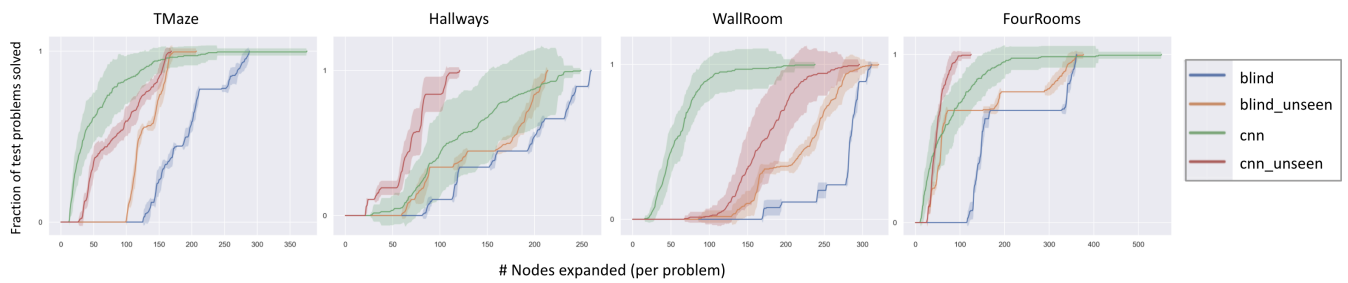 TMaze
Hallways
WallRoom
FourRooms
Fraction of test problems solved
1
0
0 50 100 150 200 250 300 350
1
0
0 50 100 150 200 250
1
0
0 50 100 150 200 250 300
1
0
0 100 200 300 400 500
blind
blind_unseen
cnn
cnn_unseen
# Nodes expanded (per problem)